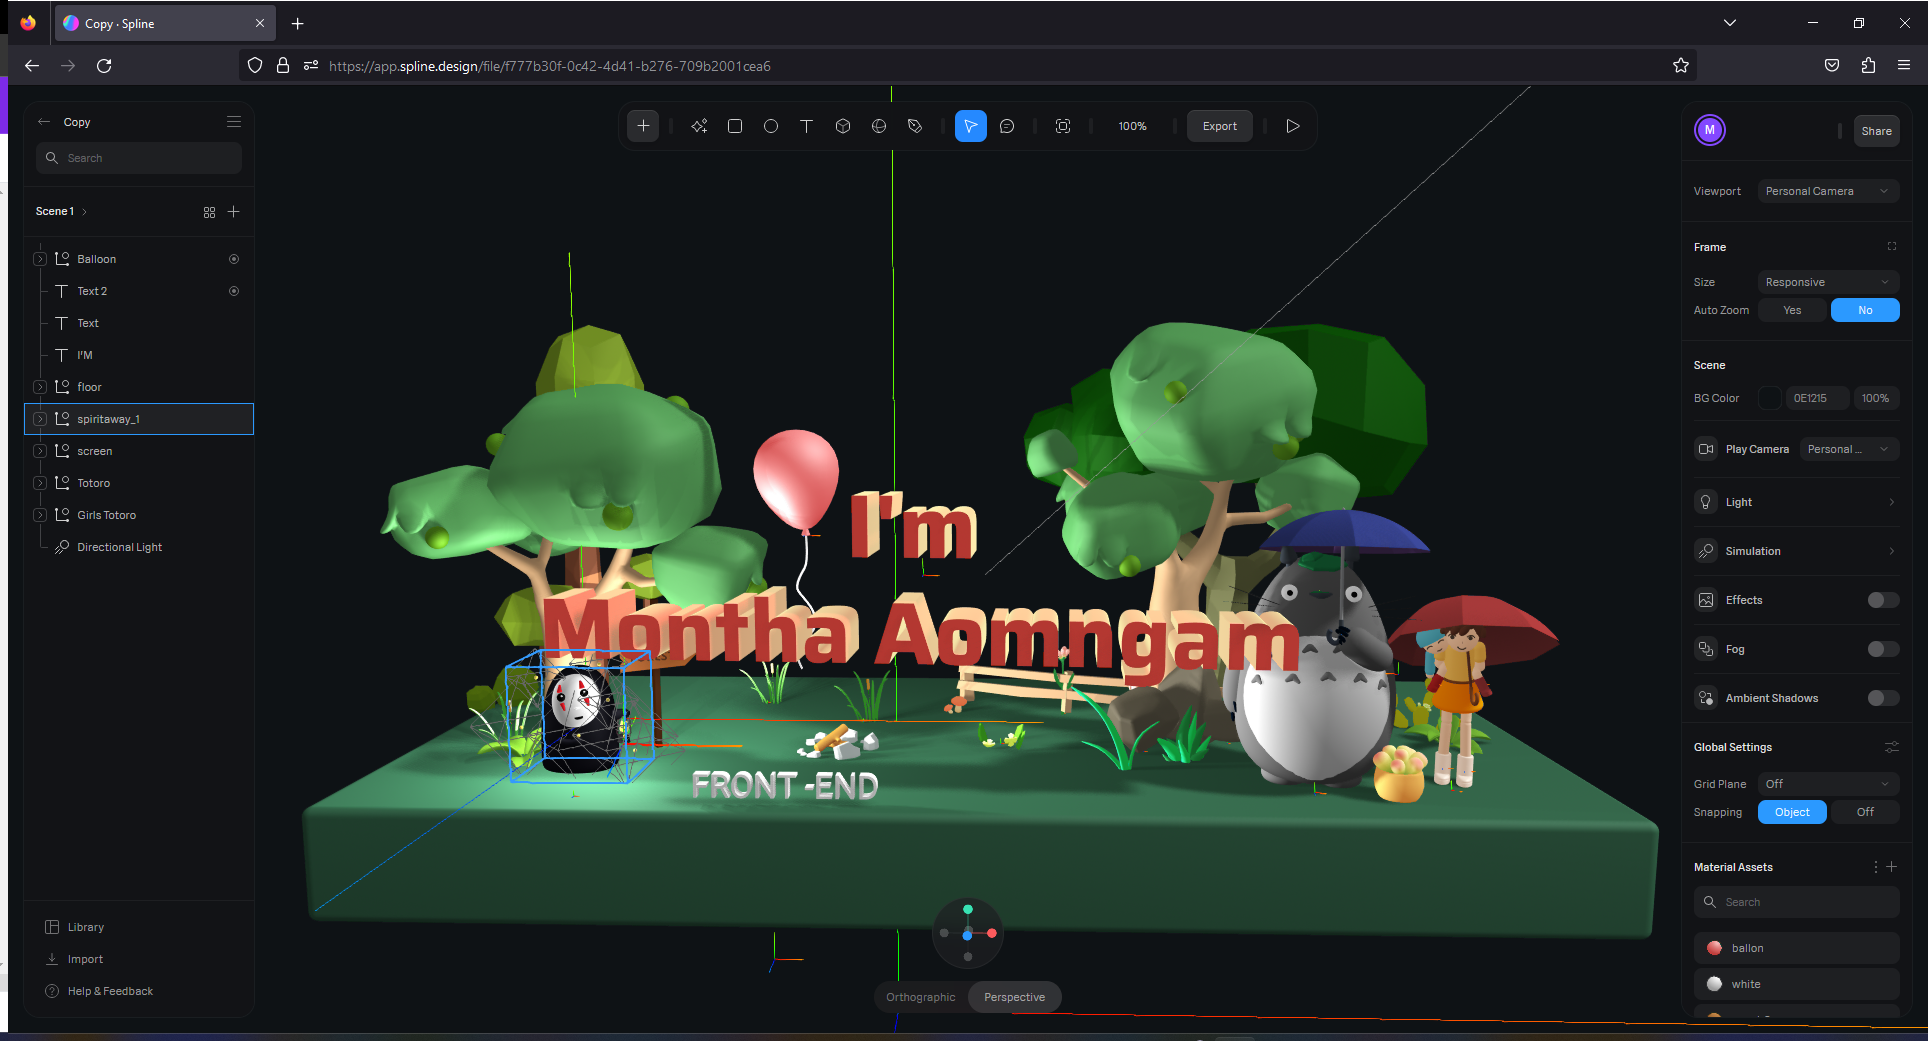 Copy · Spline
https://app.spline.design/file/f777b30f-0c42-4d41-b276-709b2001cea6
Copy
Search
Scene 1
Balloon
Text 2
Text
I'M
floor
spiritaway_1
screen
Totoro
Girls Totoro
Directional Light
Library
Import
Help & Feedback
100%
Export
I'm
Montha Aomngam
FRONT-END
Orthographic
Perspective
M
Share
Viewport
Personal Camera
Frame
Size
Responsive
Auto Zoom
Yes
No
Scene
BG Color
0E1215
100%
Play Camera
Personal ...
Light
Simulation
Effects
Fog
Ambient Shadows
Global Settings
Grid Plane
Off
Snapping
Object
Off
Material Assets
Search
ballon
white